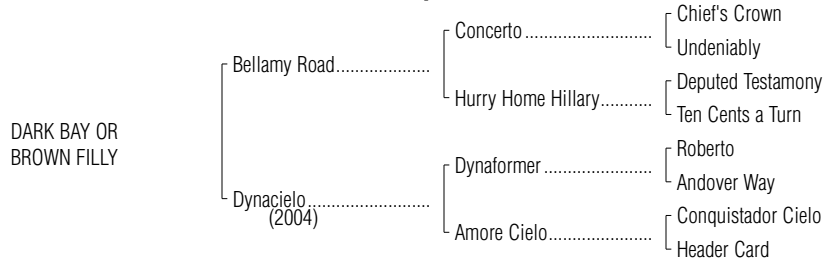 Chief's Crown
Concerto
Undeniably
Bellamy Road
Deputed Testamony
Hurry Home Hillary
Ten Cents a Turn
DARK BAY OR
BROWN FILLY
Roberto
Dynaformer
Andover Way
Dynacielo
(2004)
Conquistador Cielo
Amore Cielo
Header Card